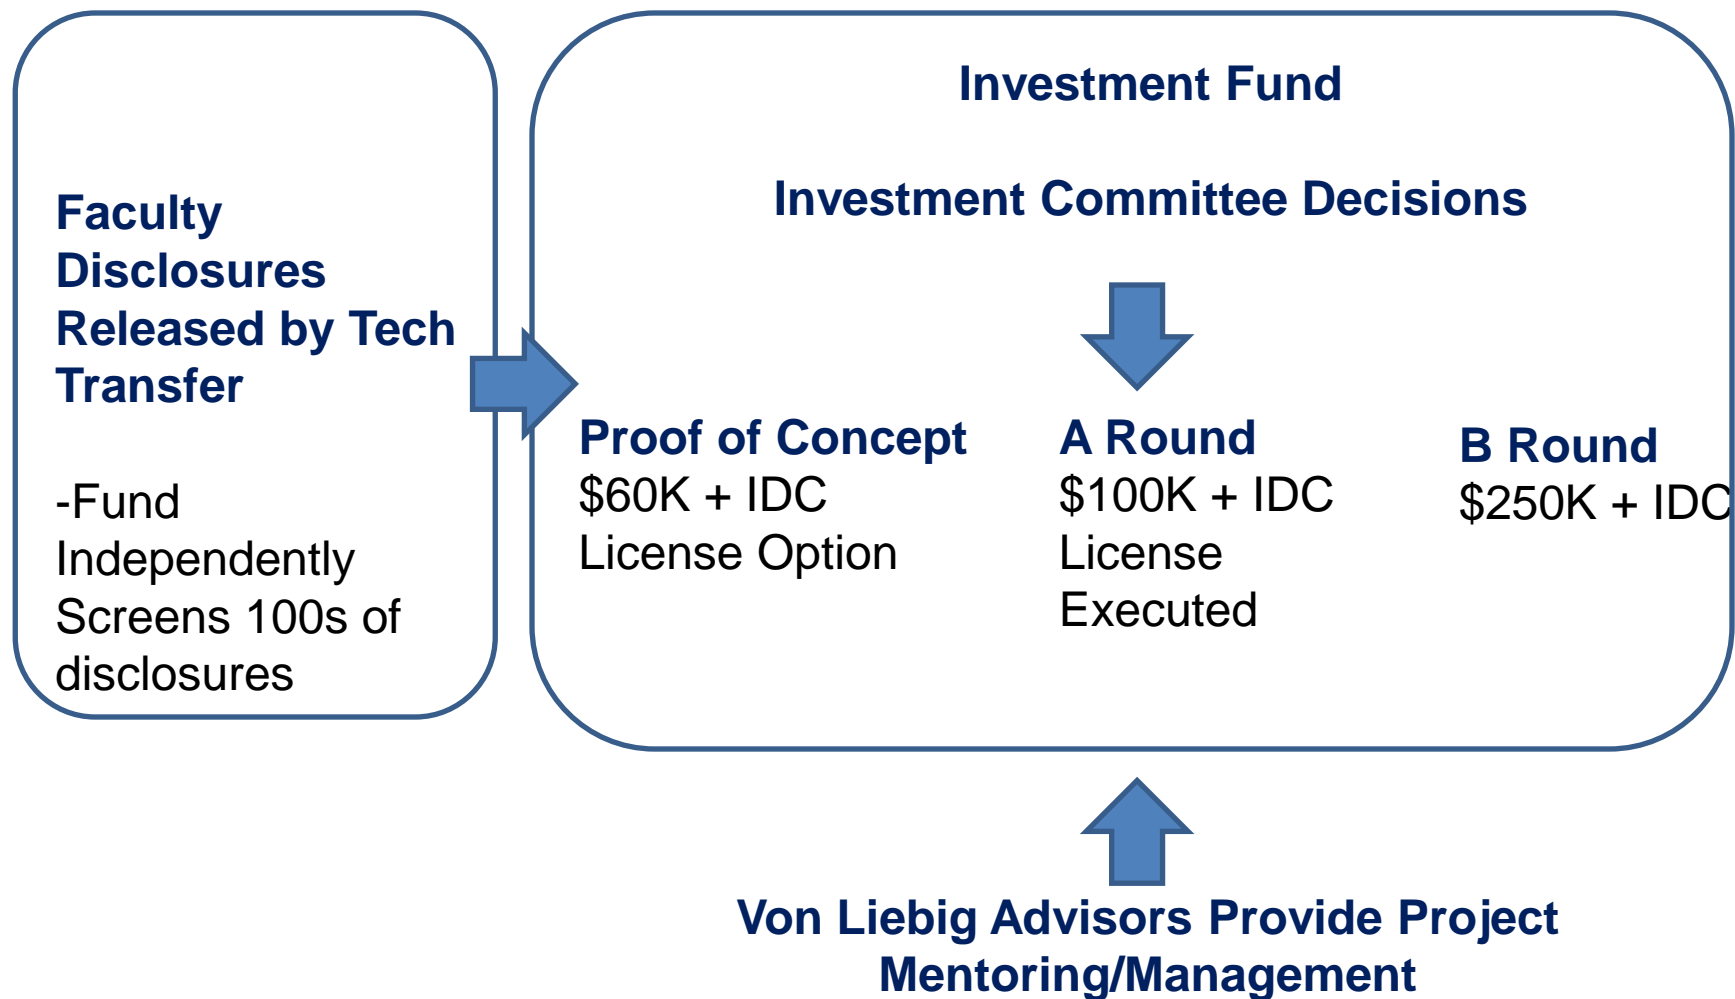 Faculty
Disclosures
Released by Tech
Transfer
-Fund
Independently
Screens 100s of
disclosures
Investment Fund
Investment Committee Decisions
Proof of Concept
$60K + IDC
License Option
A Round
$100K + IDC
License
Executed
B Round
$250K + IDC
Von Liebig Advisors Provide Project
Mentoring/Management